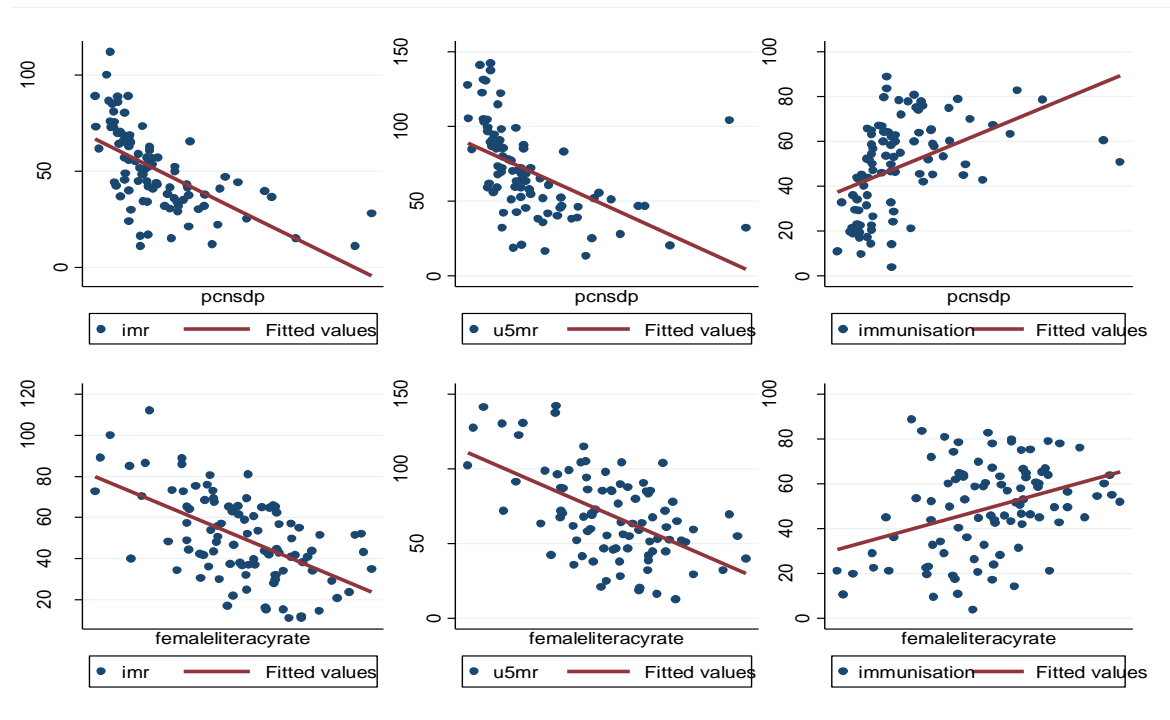 100
50
0
pcnsdp
imr Fitted values
150
100
50
0
pcnsdp
u5mr Fitted values
100
80
60
40
20
0
pcnsdp
immunisation Fitted values
120
100
80
60
40
20
femaleliteracyrate
imr Fitted values
150
100
50
0
femaleliteracyrate
u5mr Fitted values
100
80
60
40
20
0
femaleliteracyrate
immunisation Fitted values